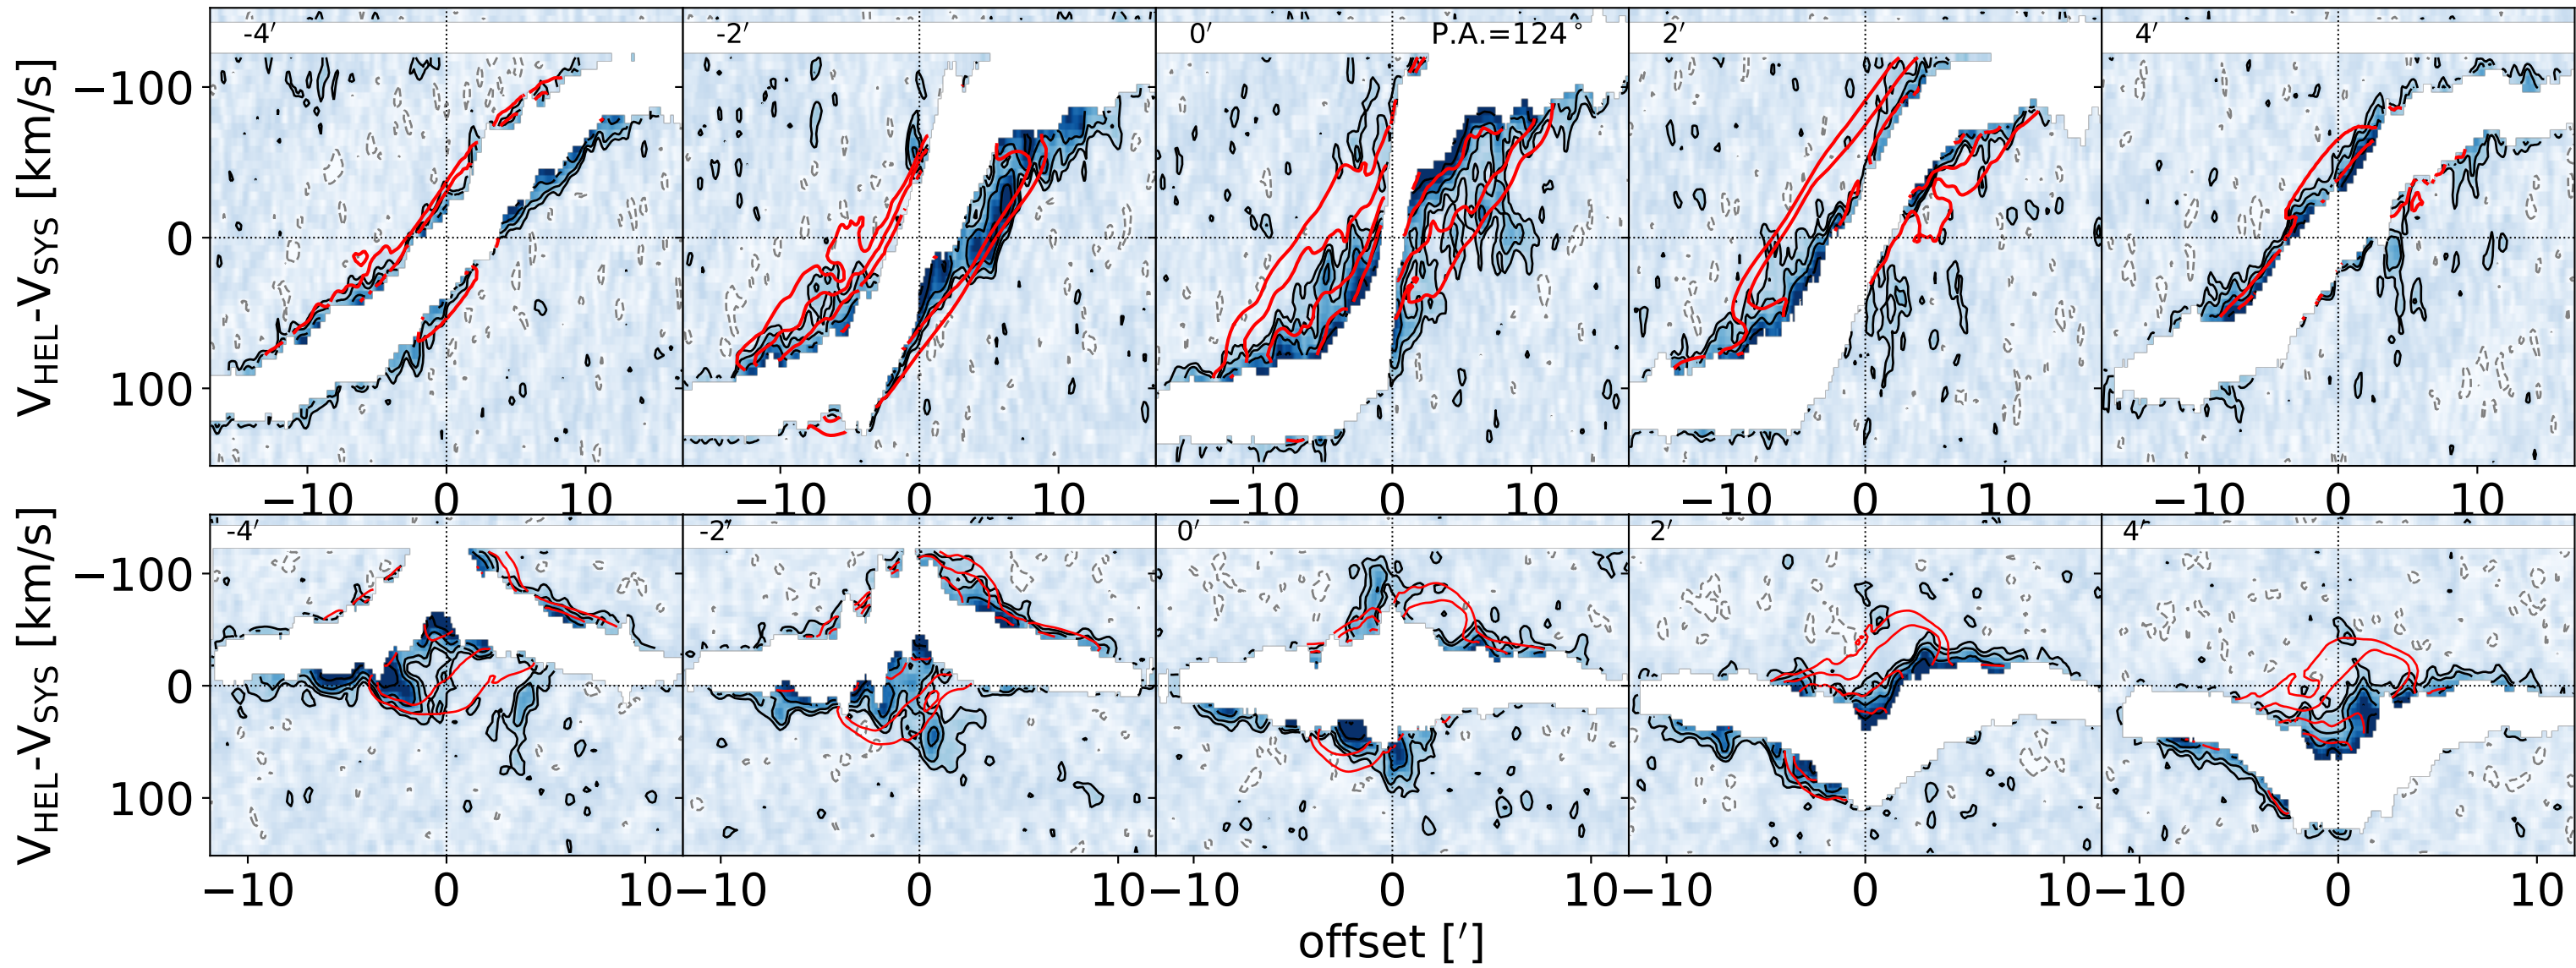 -4′ -2′ 0′ P.A.=124° 2′ 4′
V_HEL-V_SYS [km/s]
−100
0
100
−10 0 10 −10 0 10 −10 0 10 −10 0 10 −10 0 10
-4′ -2′ 0′ 2′ 4′
V_HEL-V_SYS [km/s]
−100
0
100
−10 0 10 −10 0 10 −10 0 10 −10 0 10 −10 0 10
offset [′]